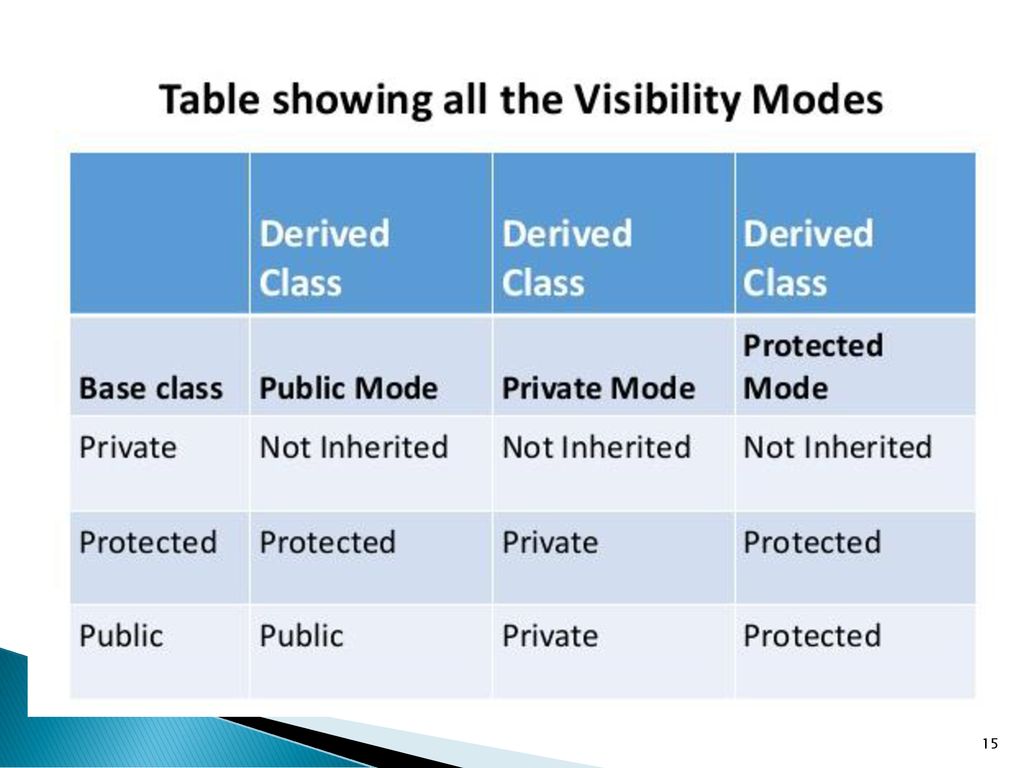 Table showing all the Visibility Modes
Derived Class Derived Class Derived Class
Base class Public Mode Private Mode Protected Mode
Private Not Inherited Not Inherited Not Inherited
Protected Protected Private Protected
Public Public Private Protected
15